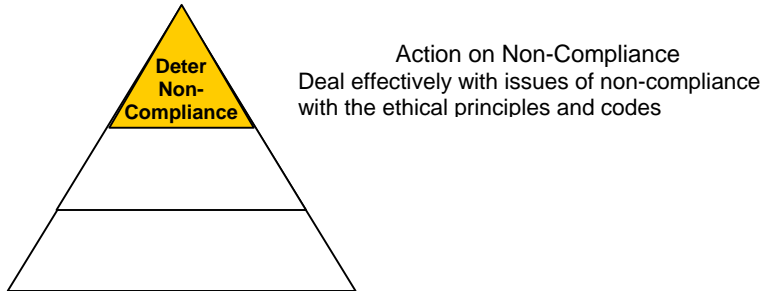 Deter
Non-
Compliance
Action on Non-Compliance
Deal effectively with issues of non-compliance
with the ethical principles and codes